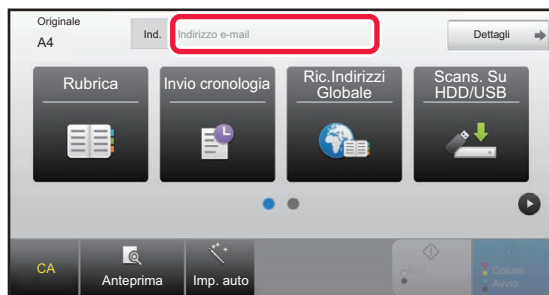 Originale
A4
Ind.
Indirizzo e-mail
Dettagli
Rubrica
Invio cronologia
Ric.Indirizzi
Globale
Scans. Su
HDD/USB
CA
Anteprima
Imp. auto
Colore
Avvio